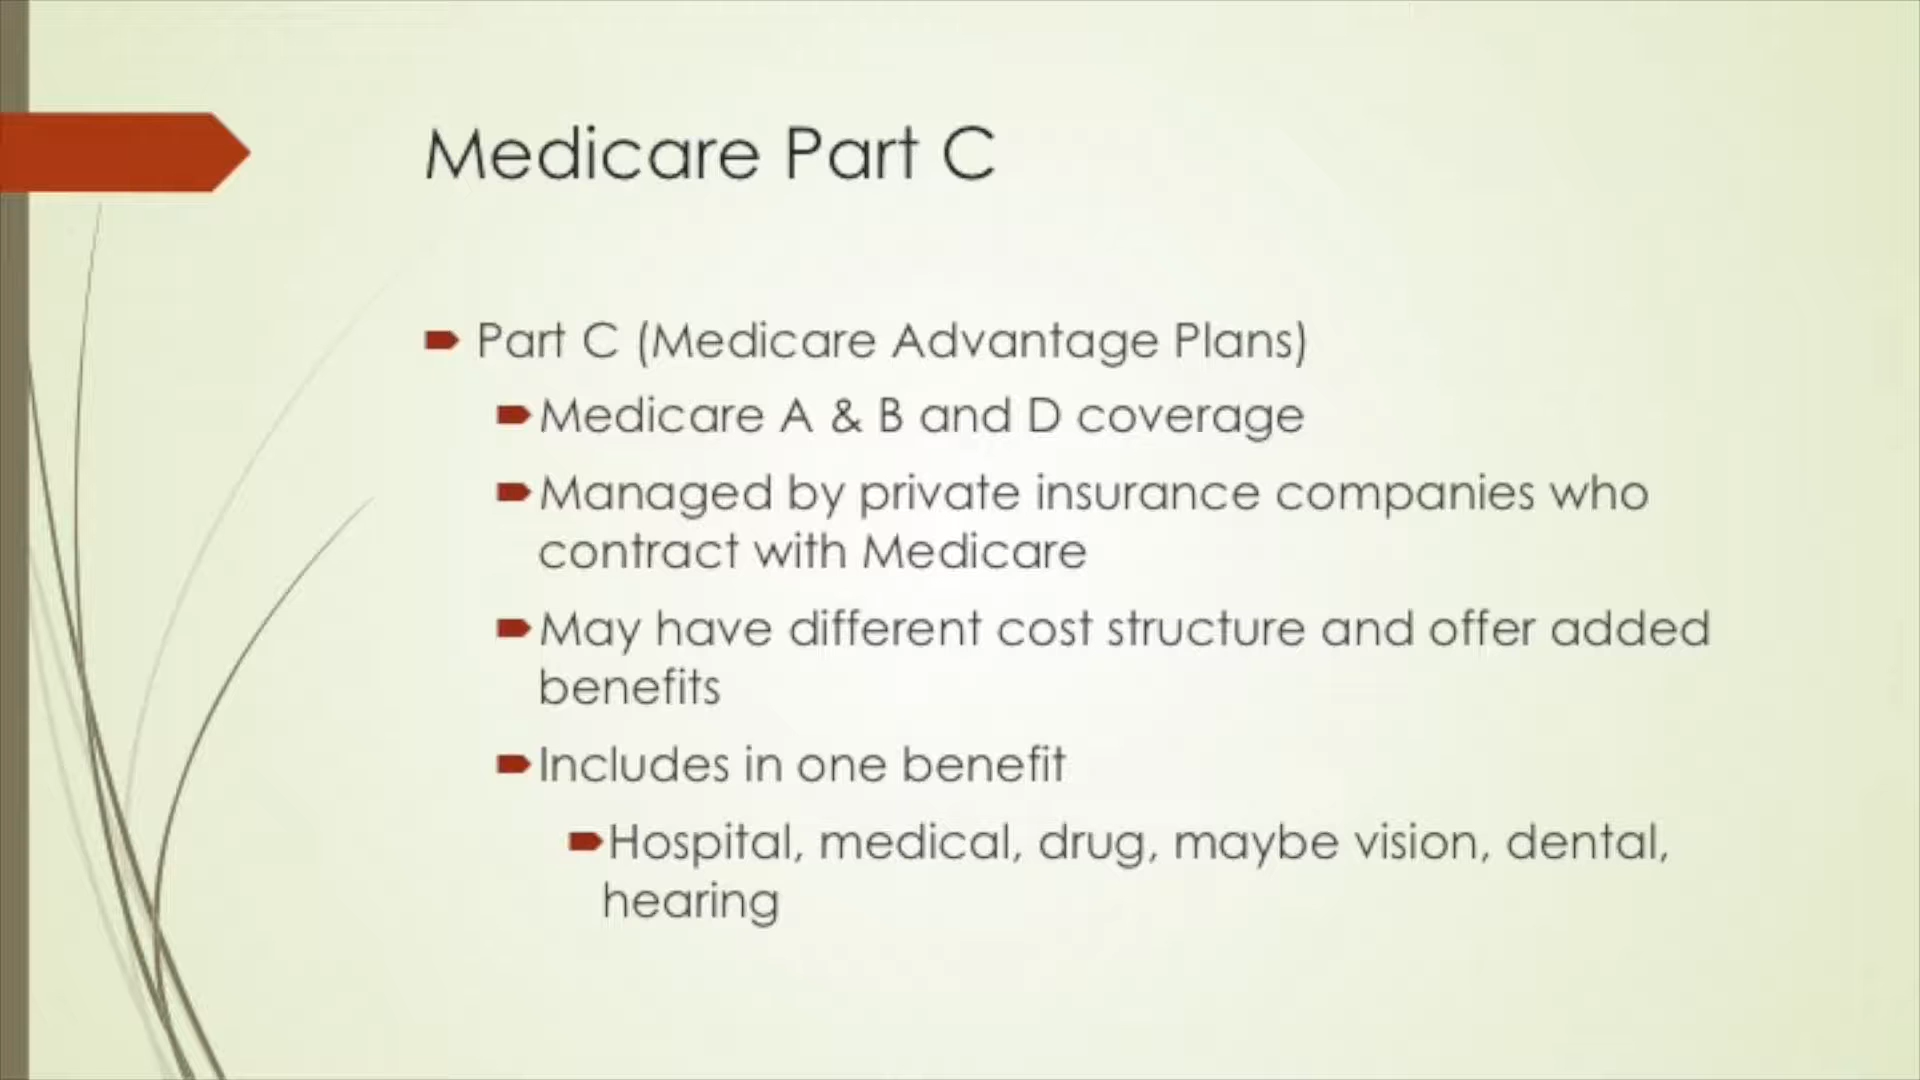 Medicare Part C
Part C (Medicare Advantage Plans)
Medicare A & B and D coverage
Managed by private insurance companies who
contract with Medicare
May have different cost structure and offer added
benefits
Includes in one benefit
Hospital, medical, drug, maybe vision, dental,
hearing